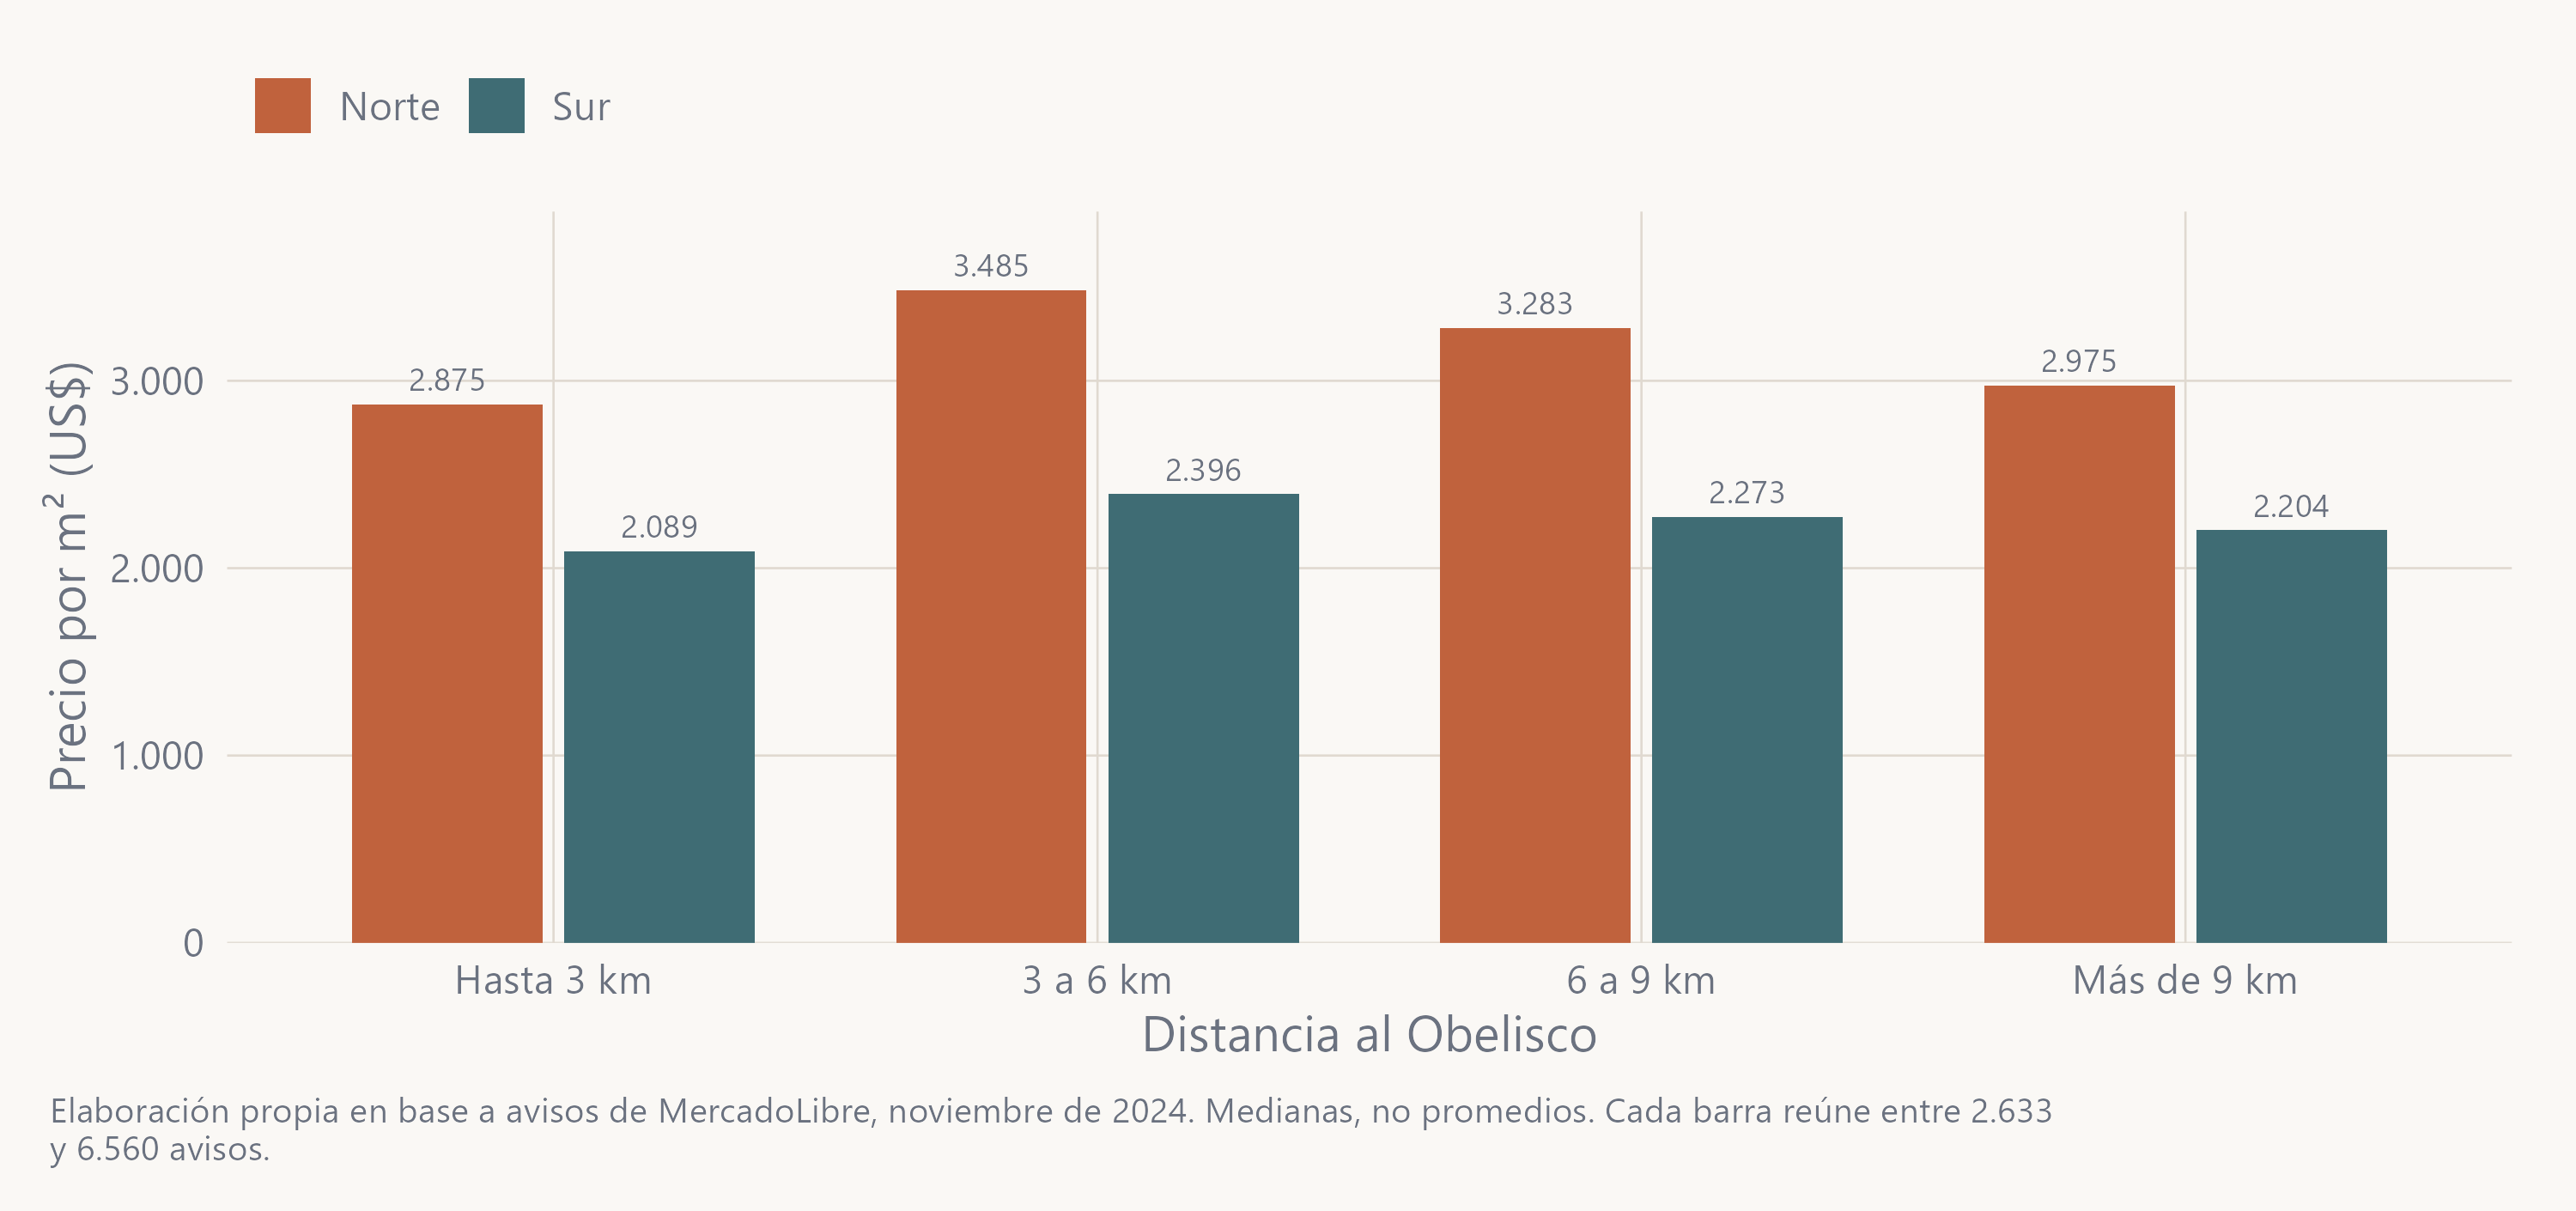 Norte Sur
3.485
3.283
2.975
2.875
2.396
2.273
2.204
2.089
Precio por m² (US$)
3.000
2.000
1.000
0
Hasta 3 km 3 a 6 km 6 a 9 km Más de 9 km
Distancia al Obelisco
Elaboración propia en base a avisos de MercadoLibre, noviembre de 2024. Medianas, no promedios. Cada barra reúne entre 2.633
y 6.560 avisos.